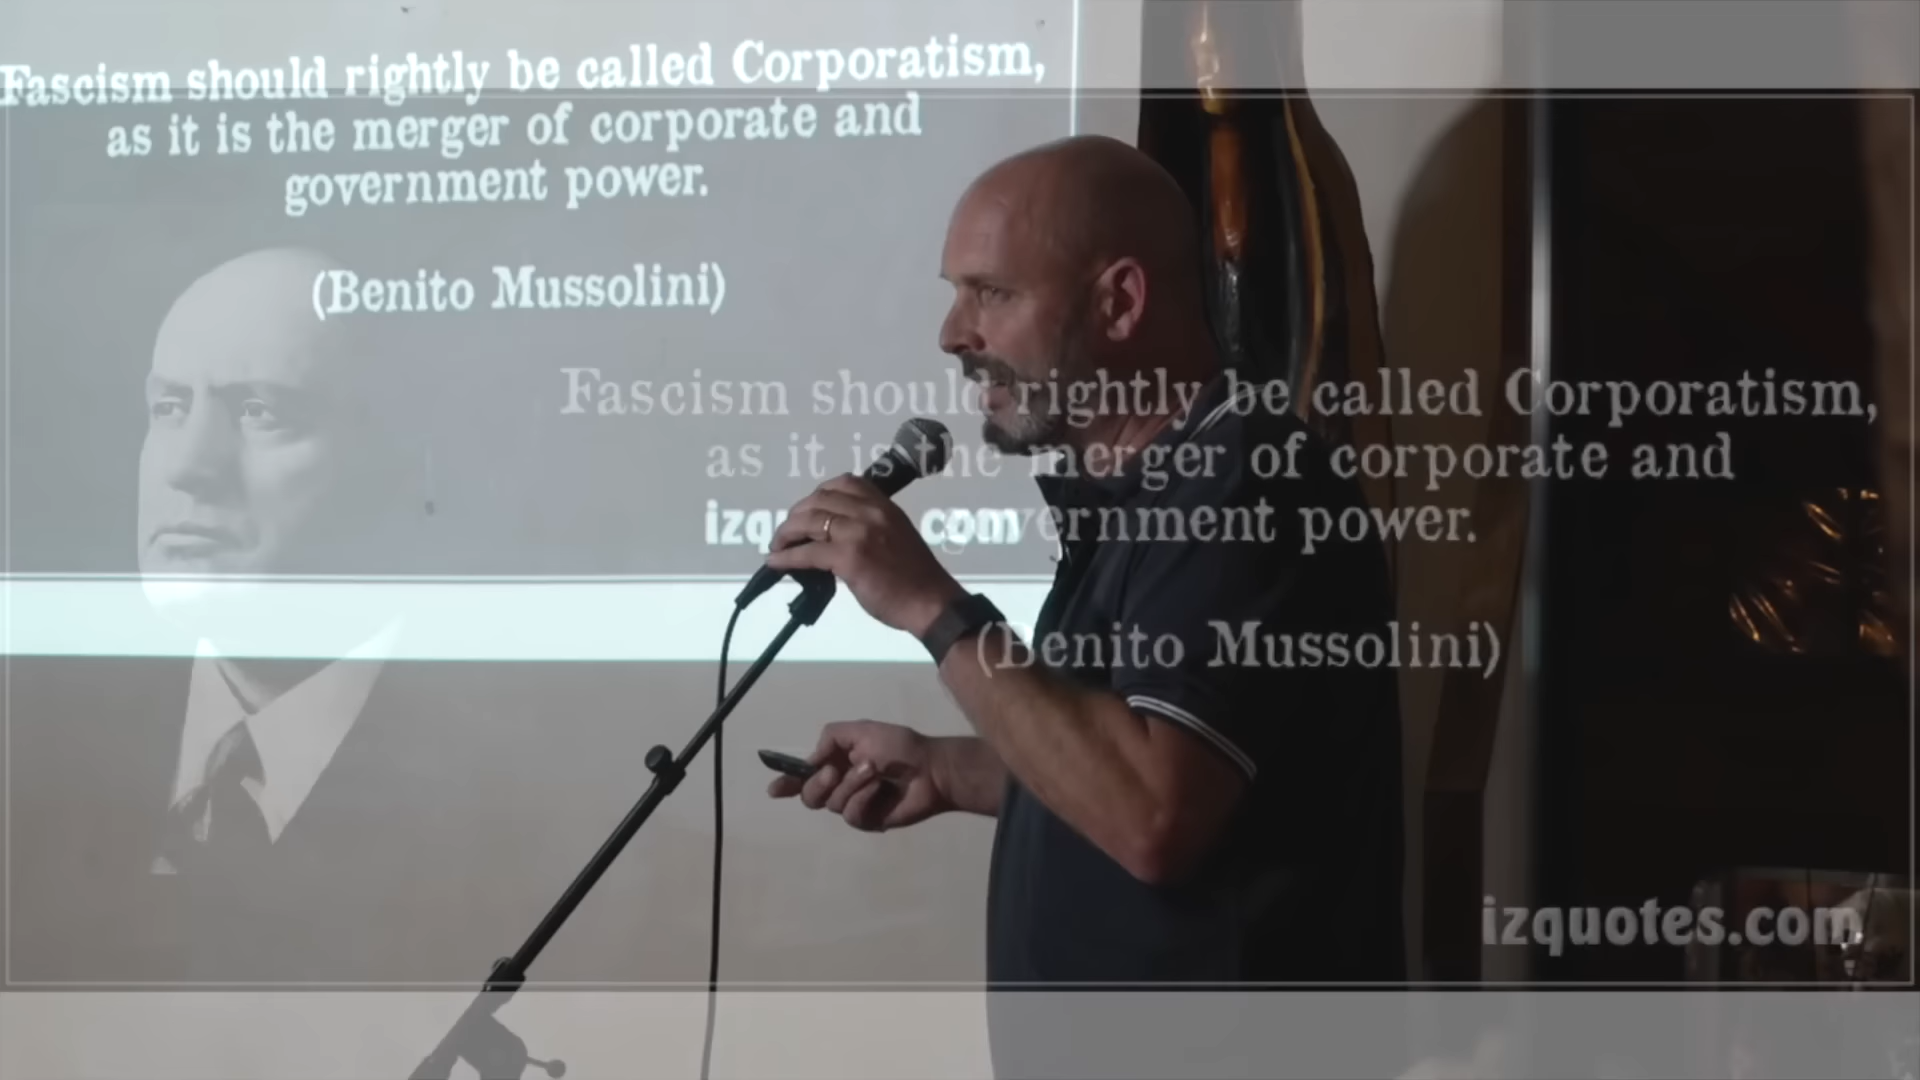 Fascism should rightly be called Corporatism,
as it is the merger of corporate and
government power.
(Benito Mussolini)
Fascism should rightly be called Corporatism,
as it is the merger of corporate and
government power.
(Benito Mussolini)
izquotes.com